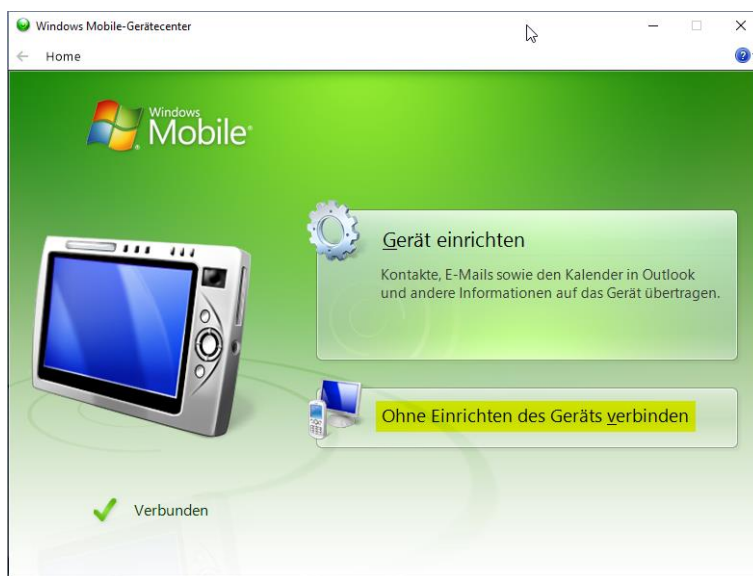 Windows Mobile-Gerätecenter
Home
Windows
Mobile®
Gerät einrichten
Kontakte, E-Mails sowie den Kalender in Outlook
und andere Informationen auf das Gerät übertragen.
Ohne Einrichten des Geräts verbinden
Verbunden